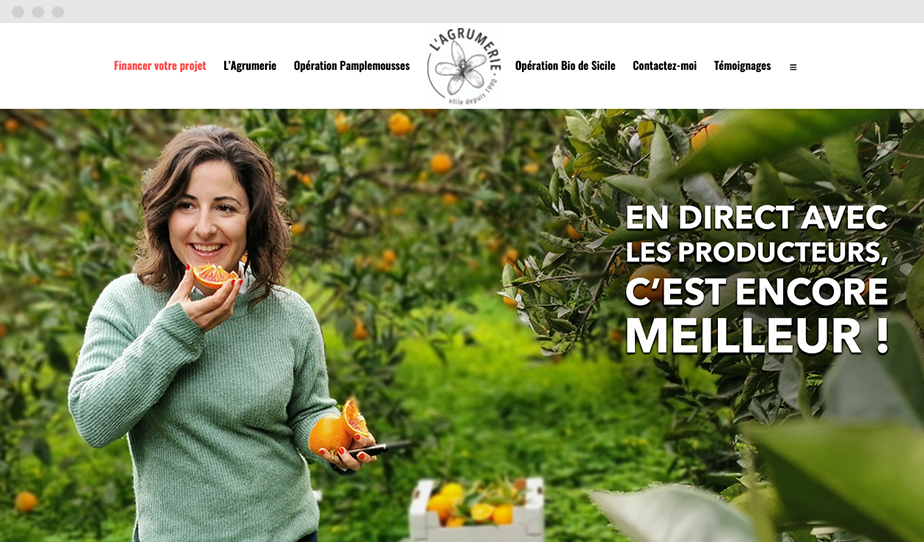 Financer votre projet
L'Agrumerie
Opération Pamplemousses
L'AGRUMERIE
utile depuis 1990
Opération Bio de Sicile
Contactez-moi
Témoignages
EN DIRECT AVEC
LES PRODUCTEURS,
C'EST ENCORE
MEILLEUR !